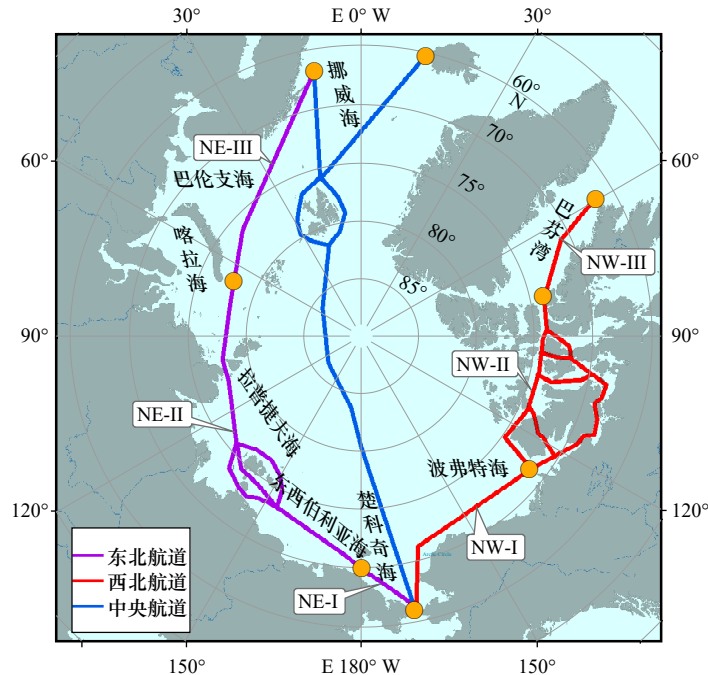 30°
E 0° W
30°
60°
N
70°
75°
80°
85°
挪威海
NE-III
巴伦支海
60°
60°
喀拉海
巴芬湾
NW-III
90°
90°
NW-II
拉普捷夫海
NE-II
波弗特海
东西伯利亚海
楚科奇海
120°
120°
NW-I
NE-I
东北航道
西北航道
中央航道
150°
E 180° W
150°